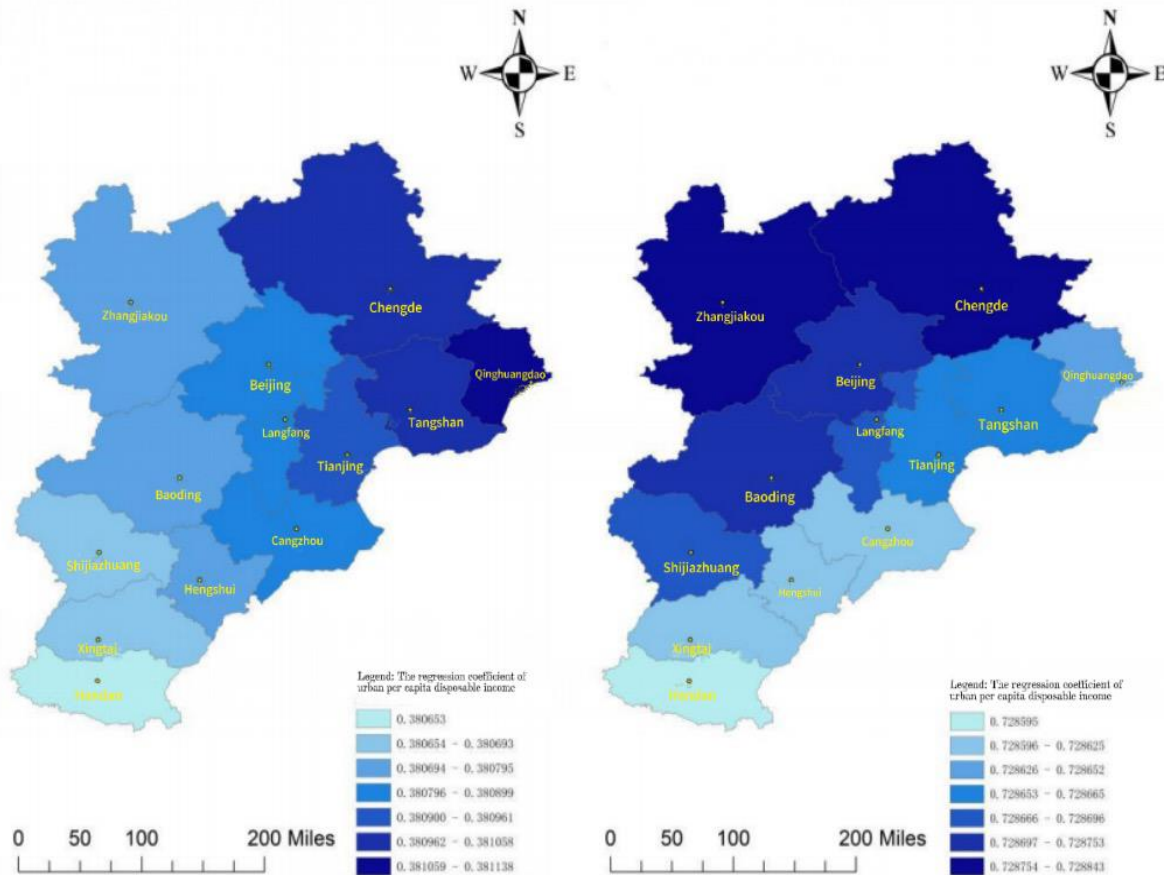 N
W E
S
Zhangjiakou
Chengde
Beijing
Qinghuangdao
Langfang
Tangshan
Tianjing
Baoding
Cangzhou
Shijiazhuang
Hengshui
Xingtai
Handan
Legend: The regression coefficient of
urban per capita disposable income
0.380653
0.380654 - 0.380693
0.380694 - 0.380795
0.380796 - 0.380899
0.380900 - 0.380961
0.380962 - 0.381058
0.381059 - 0.381138
0 50 100 200 Miles
N
W E
S
Zhangjiakou
Chengde
Beijing
Qinghuangdao
Langfang
Tangshan
Tianjing
Baoding
Cangzhou
Shijiazhuang
Hengshui
Xingtai
Handan
Legend: The regression coefficient of
urban per capita disposable income
0.728595
0.728596 - 0.728625
0.728626 - 0.728652
0.728653 - 0.728665
0.728666 - 0.728696
0.728697 - 0.728753
0.728754 - 0.728843
0 50 100 200 Miles